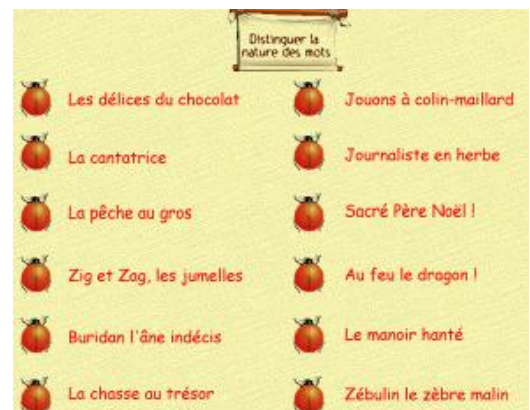 Distinguer la
nature des mots
Les délices du chocolat
Jouons à colin-maillard
La cantatrice
Journaliste en herbe
La pêche au gros
Sacré Père Noël !
Zig et Zag, les jumelles
Au feu le dragon !
Buridan l'âne indécis
Le manoir hanté
La chasse au trésor
Zébulin le zèbre malin